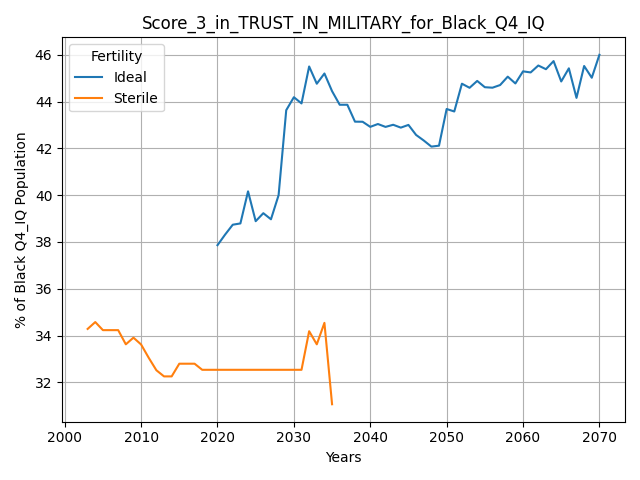 Score_3_in_TRUST_IN_MILITARY_for_Black_Q4_IQ
Fertility
Ideal
Sterile
% of Black Q4_IQ Population
46
44
42
40
38
36
34
32
2000
2010
2020
2030
2040
2050
2060
2070
Years